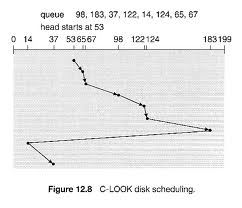 queue 98, 183, 37, 122, 14, 124, 65, 67
head starts at 53
0 14 37 53 65 67 98 122 124 183 199
Figure 12.8 C-LOOK disk scheduling.